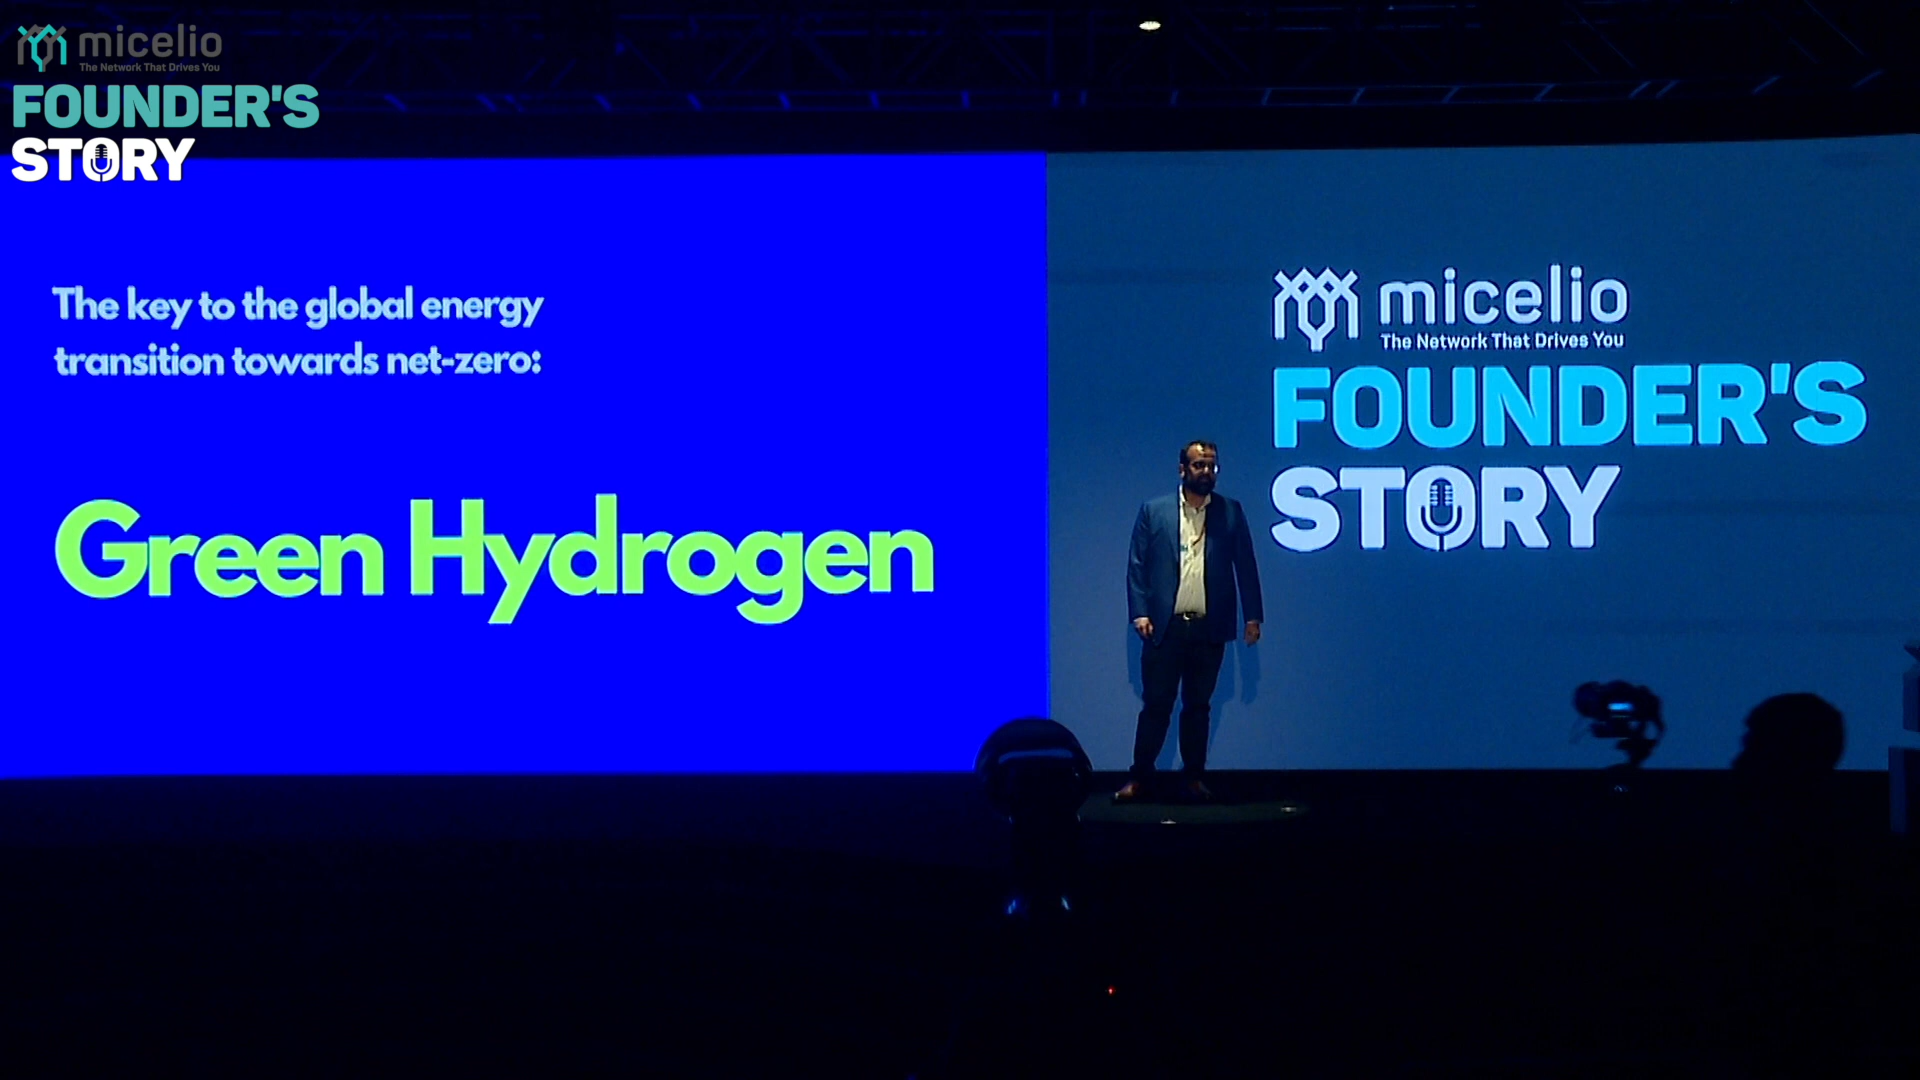 micelio
The Network That Drives You
FOUNDER'S
STORY
The key to the global energy
transition towards net-zero:
Green Hydrogen
micelio
The Network That Drives You
FOUNDER'S
STORY